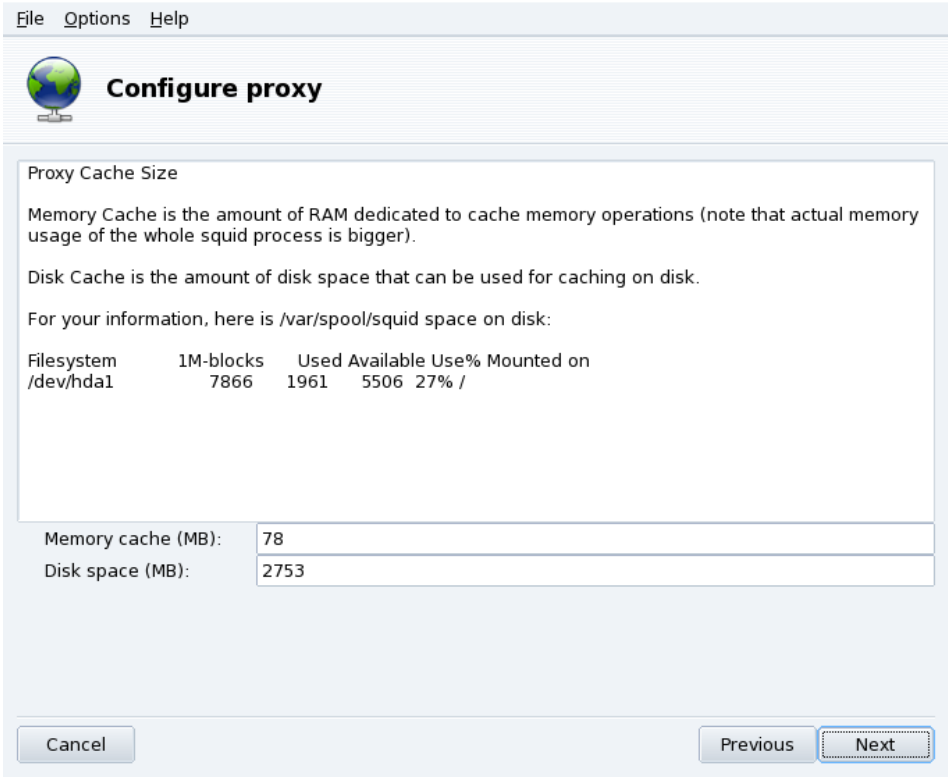 File Options Help
Configure proxy
Proxy Cache Size
Memory Cache is the amount of RAM dedicated to cache memory operations (note that actual memory
usage of the whole squid process is bigger).
Disk Cache is the amount of disk space that can be used for caching on disk.
For your information, here is /var/spool/squid space on disk:
Filesystem 1M-blocks Used Available Use% Mounted on
/dev/hda1 7866 1961 5506 27% /
Memory cache (MB): 78
Disk space (MB): 2753
Cancel Previous Next